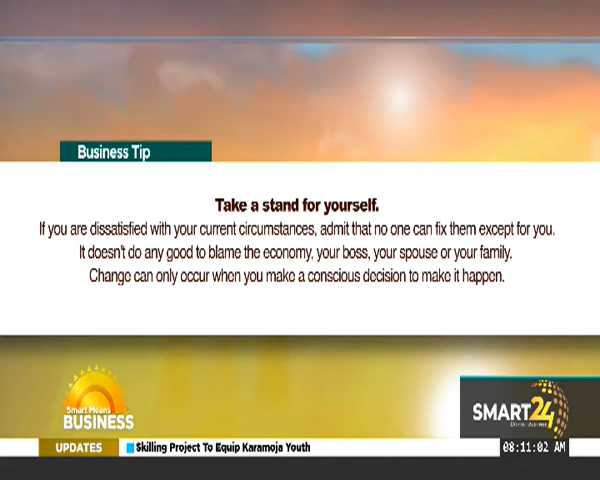 Business Tip
Take a stand for yourself.
If you are dissatisfied with your current circumstances, admit that no one can fix them except for you.
It doesn't do any good to blame the economy, your boss, your spouse or your family.
Change can only occur when you make a conscious decision to make it happen.
Smart Means
BUSINESS
SMART24
UPDATES
Skilling Project To Equip Karamoja Youth
08:11:02 AM